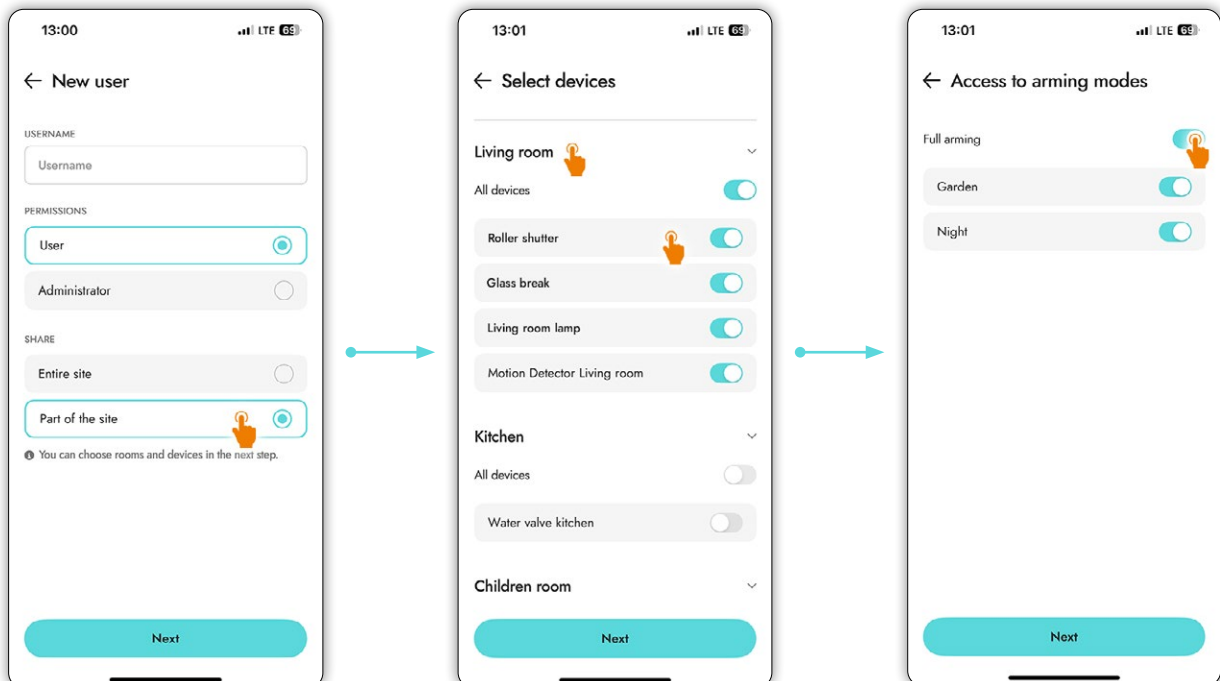 13:00 LTE 69
New user
USERNAME
Username
PERMISSIONS
User
Administrator
SHARE
Entire site
Part of the site
You can choose rooms and devices in the next step.
Next
13:01 LTE 69
Select devices
Living room
All devices
Roller shutter
Glass break
Living room lamp
Motion Detector Living room
Kitchen
All devices
Water valve kitchen
Children room
Next
13:01 LTE 69
Access to arming modes
Full arming
Garden
Night
Next